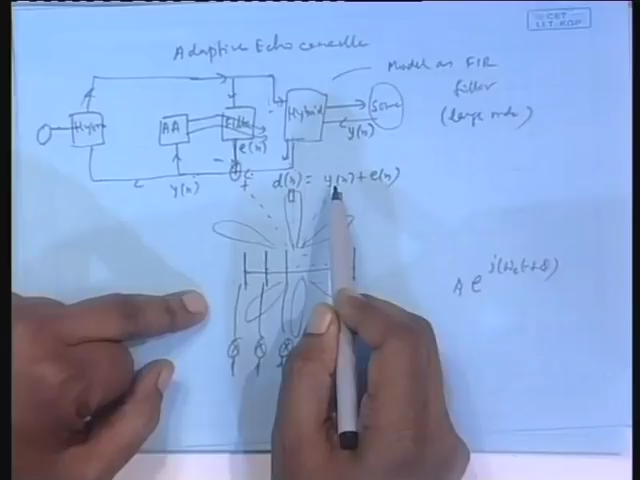 CET
I.I.T. KGP
Adaptive Echo canceller
Model as FIR
filter
(large order)
Hybrid
Source
AA
Filter
Hybrid
y(n)
e(n)
y(n)
-
+
d(n) = y(n) + e(n)
A e^{j(ω₀t+δ)}